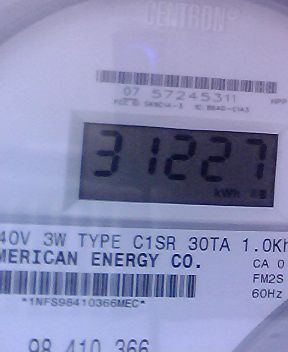 CENTRON®
07 57245311
31227
kWh
40V 3W TYPE C1SR 30TA 1.0Kh
MERICAN ENERGY CO.
CA 0
FM2S
60Hz
*1NFS98410366MEC*
98 410 366